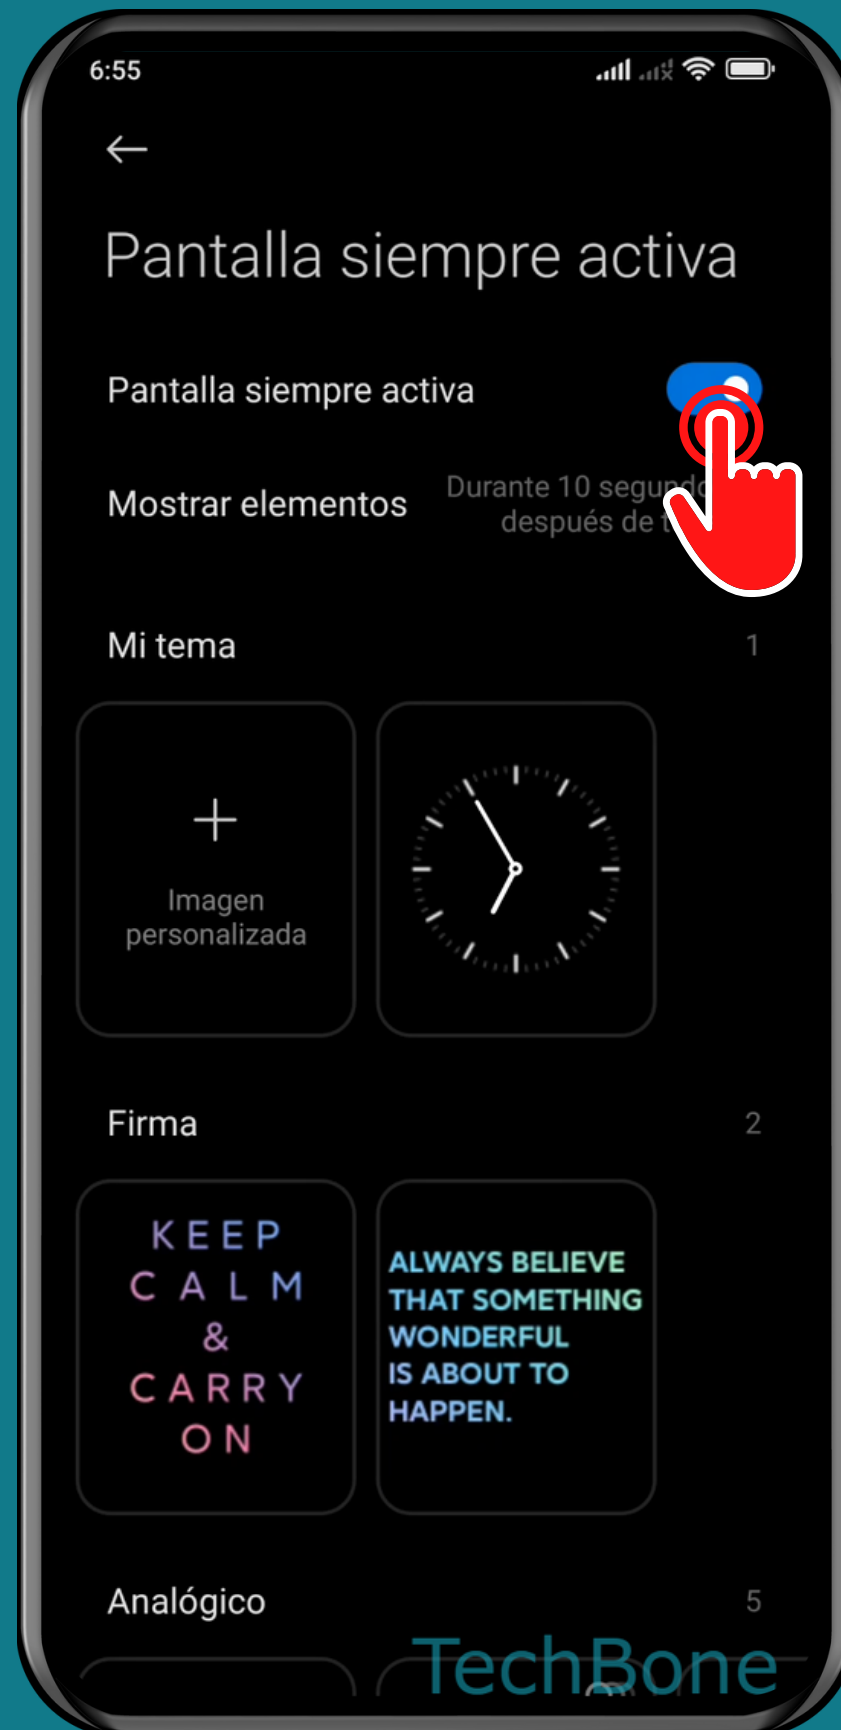 6:55
Pantalla siempre activa
Pantalla siempre activa
Mostrar elementos
Durante 10
después de
Mi tema
1
Imagen
personalizada
Firma
2
KEEP
CALM
&
CARRY
ON
ALWAYS BELIEVE
THAT SOMETHING
WONDERFUL
IS ABOUT TO
HAPPEN.
Analógico
5
TechBone